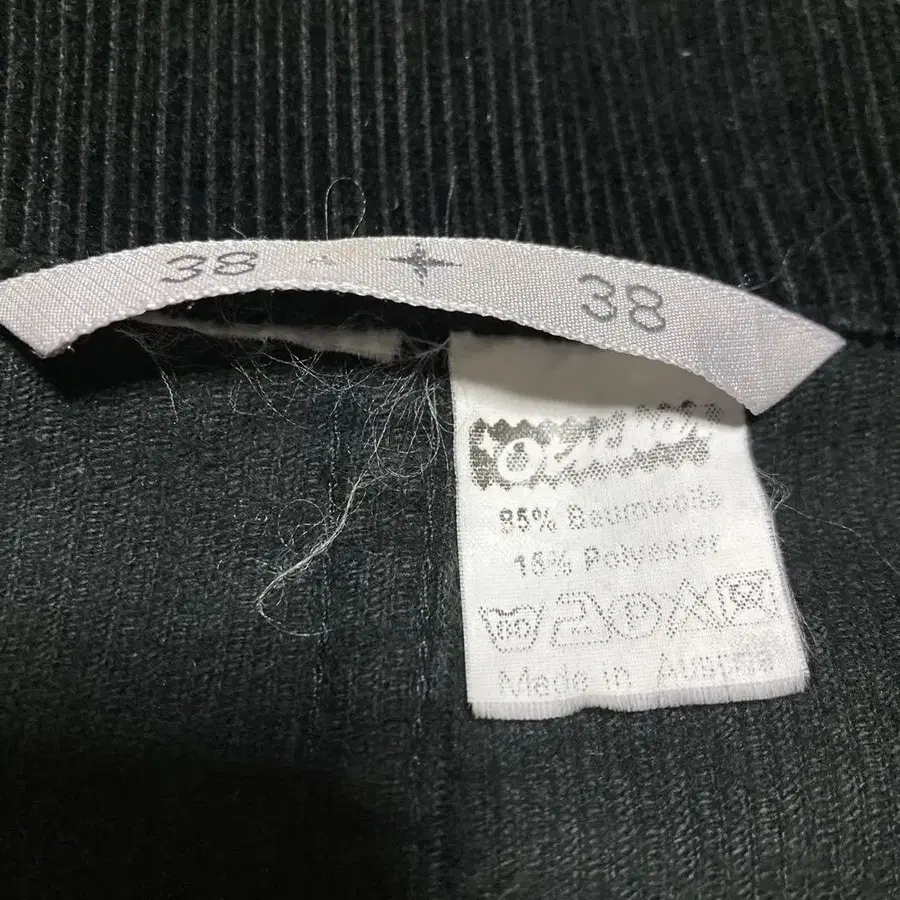 38 38
85% Baumwolle
15% Polyester
Made in Austria